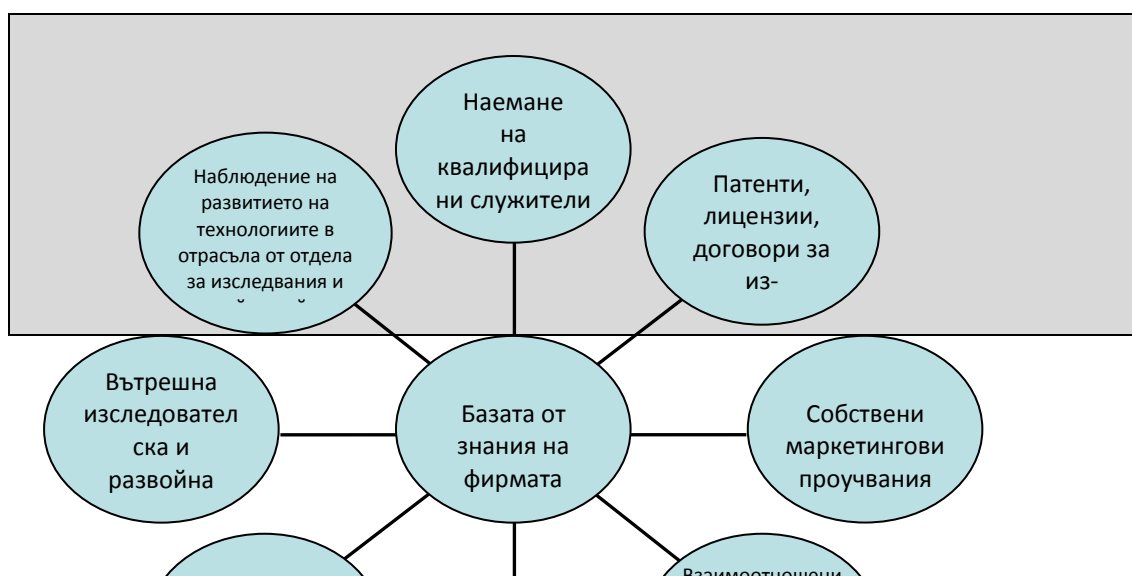 Наемане
на
квалифицира
ни служители
Наблюдение на
развитието на
технологиите в
отрасъла от отдела
за изследвания и
Патенти,
лицензии,
договори за
из-
Вътрешна
изследовател
ска и
развойна
Базата от
знания на
фирмата
Собствени
маркетингови
проучвания
Взаимоотношени